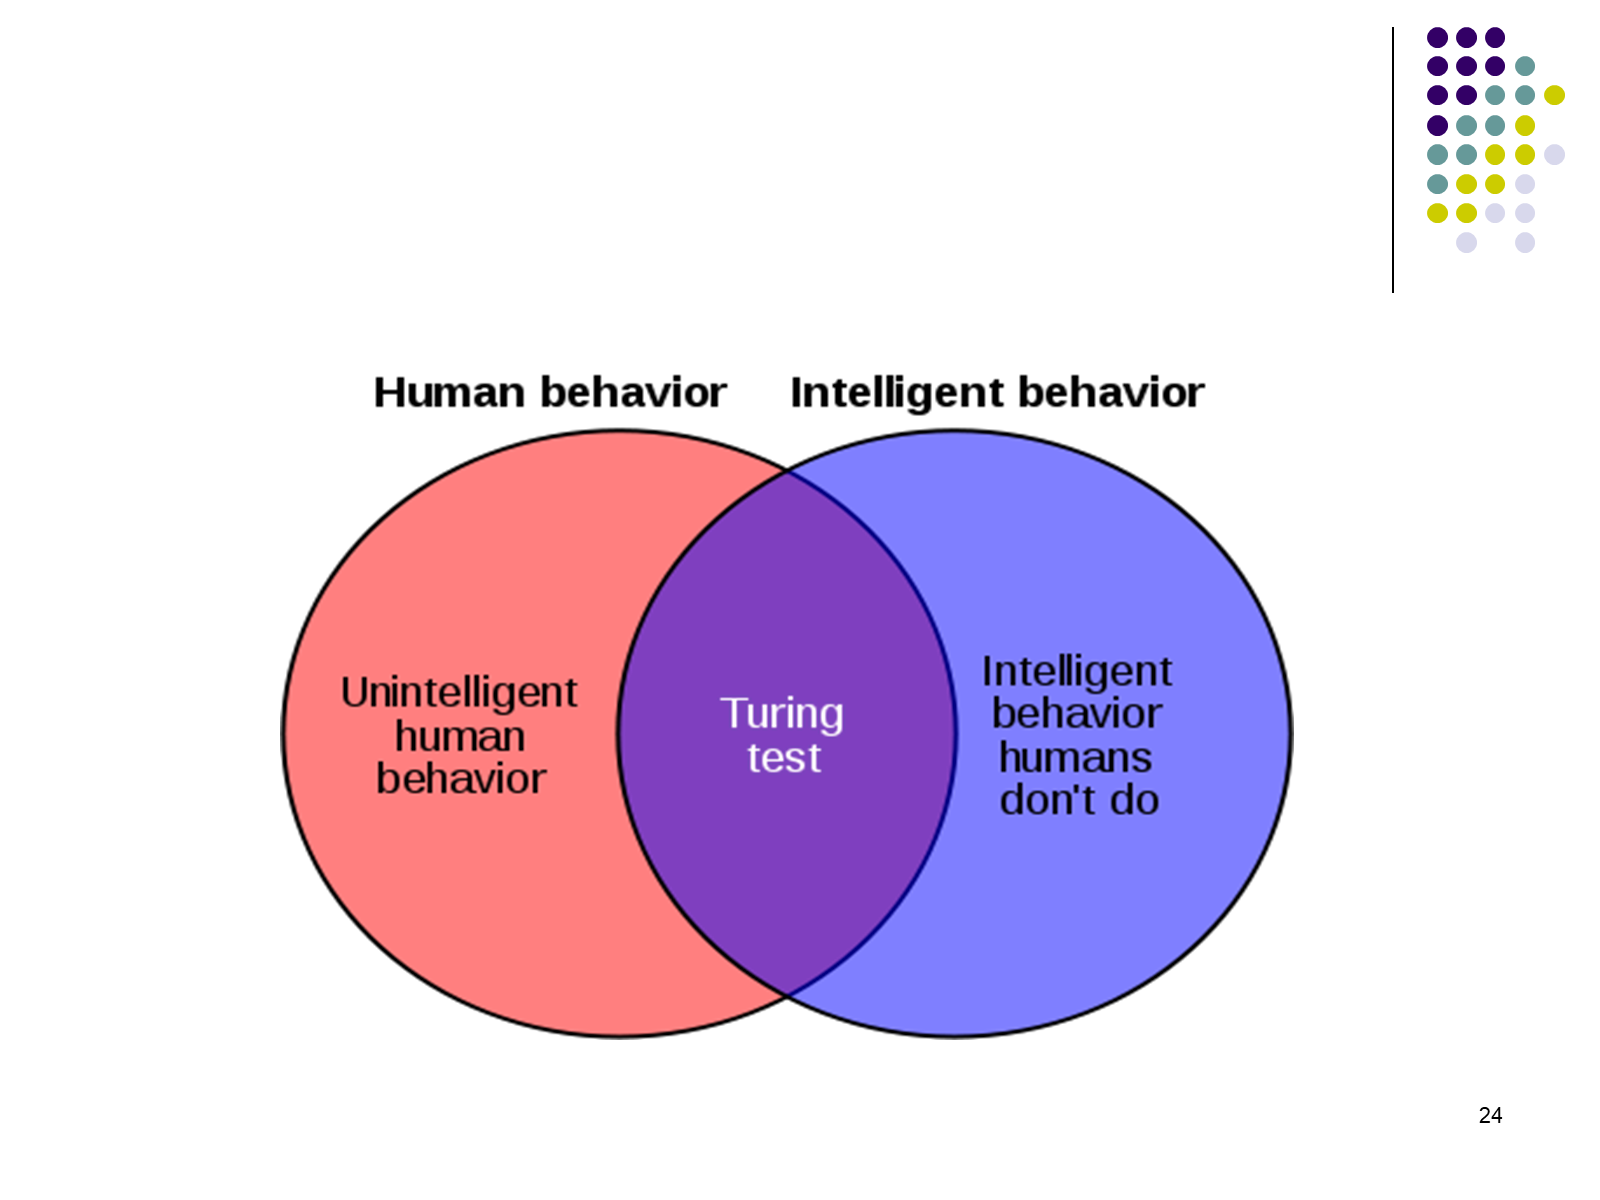 Human behavior
Intelligent behavior
Unintelligent
human
behavior
Turing
test
Intelligent
behavior
humans
don't do
24